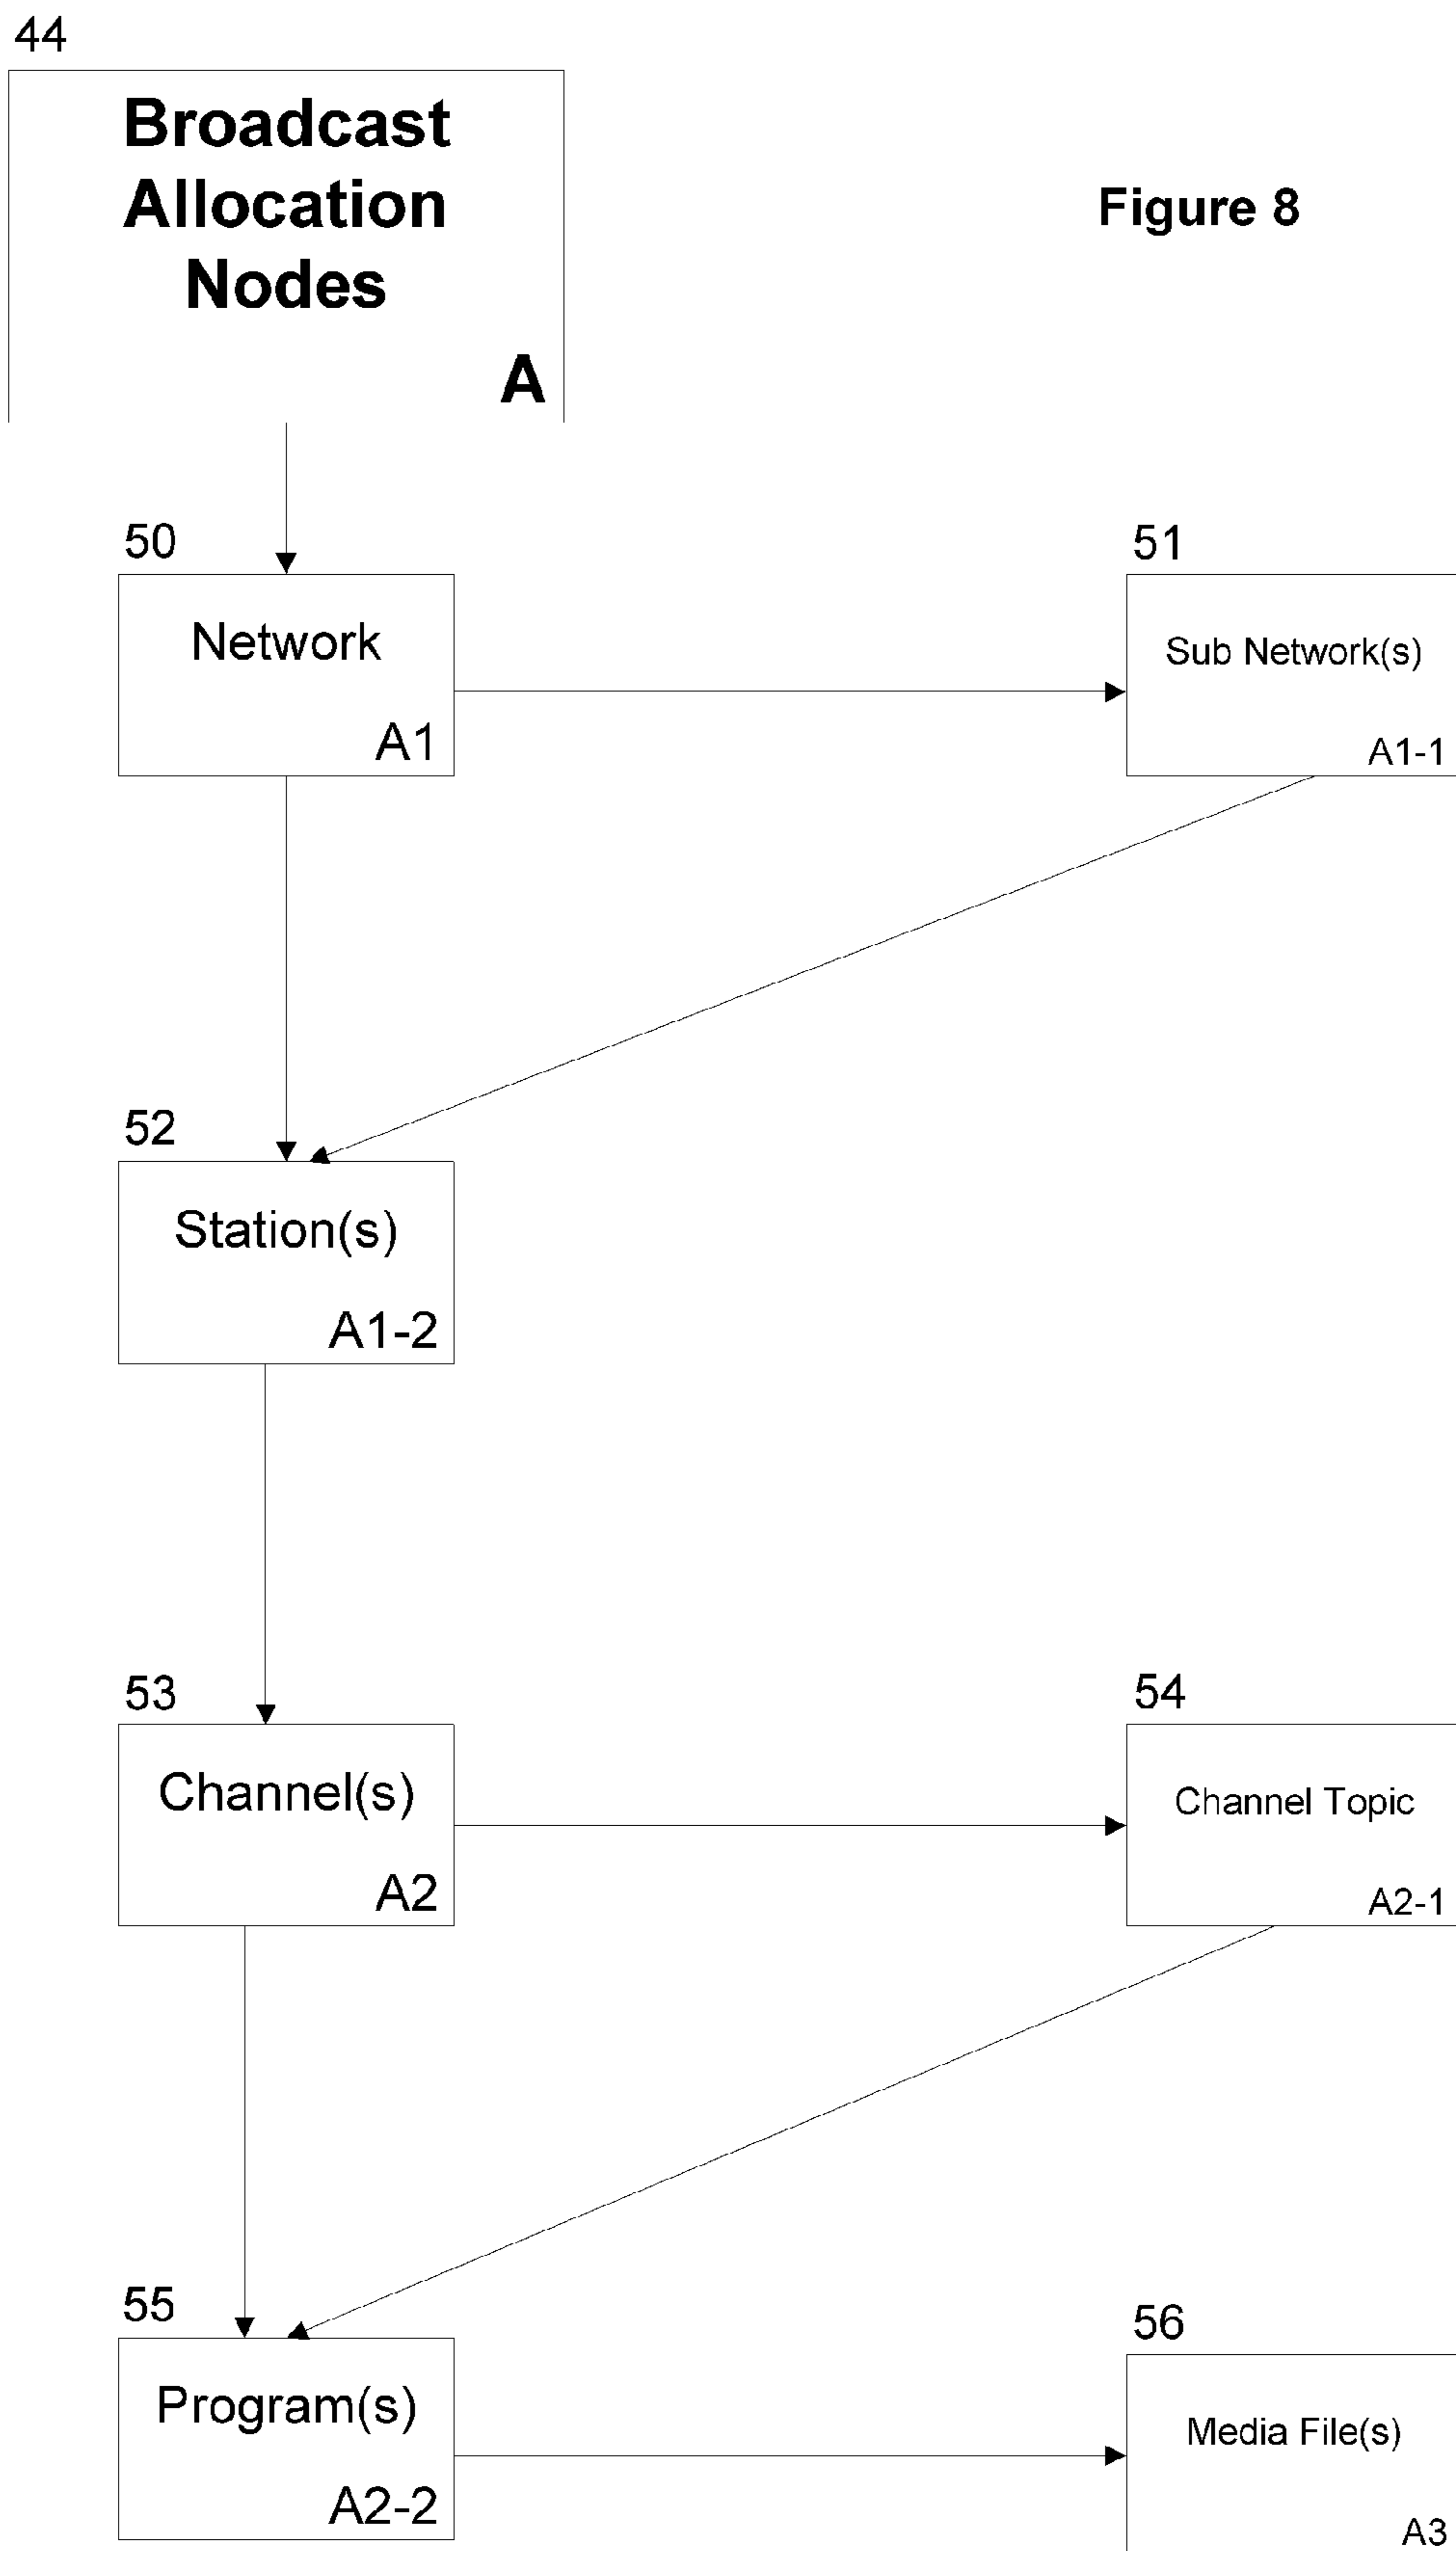 44
Broadcast
Allocation
Nodes
A
Figure 8
50
Network
A1
51
Sub Network(s)
A1-1
52
Station(s)
A1-2
53
Channel(s)
A2
54
Channel Topic
A2-1
55
Program(s)
A2-2
56
Media File(s)
A3